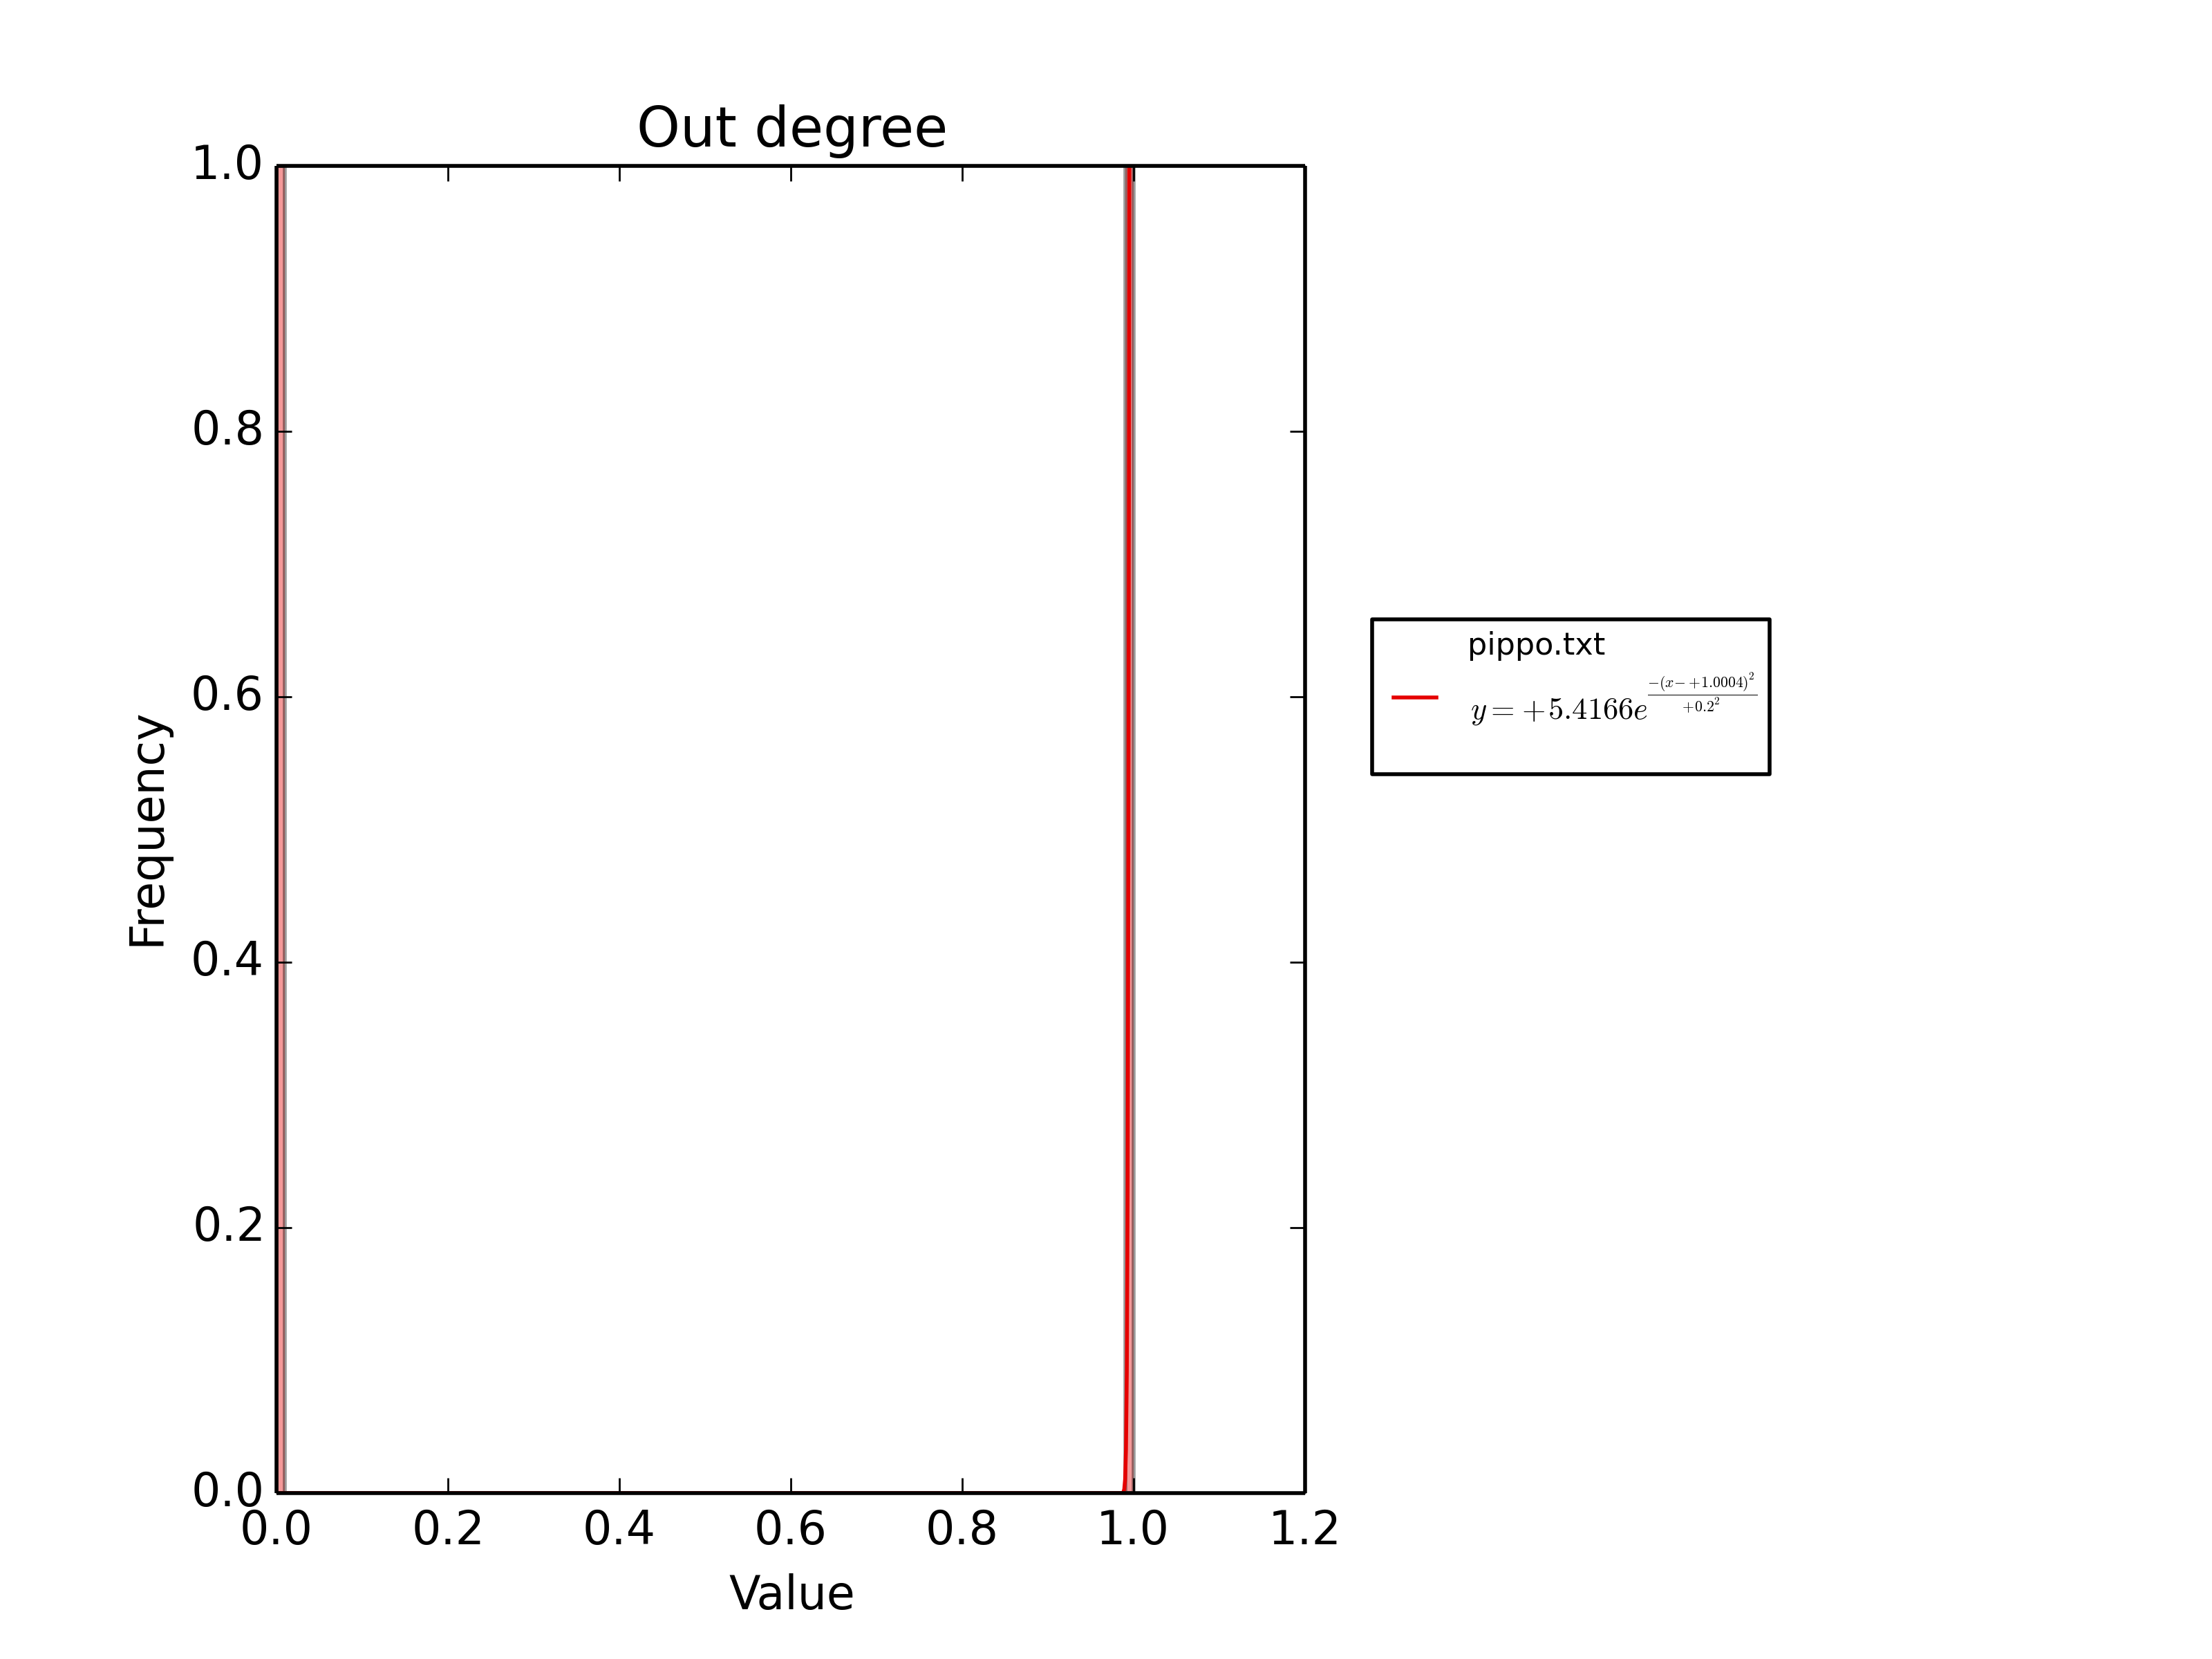 Out degree
1.0
0.8
0.6
0.4
0.2
0.0
Frequency
0.0 0.2 0.4 0.6 0.8 1.0 1.2
Value
pippo.txt
y = +5.4166e^{\frac{-(x-+1.0004)^2}{+0.2^2}}